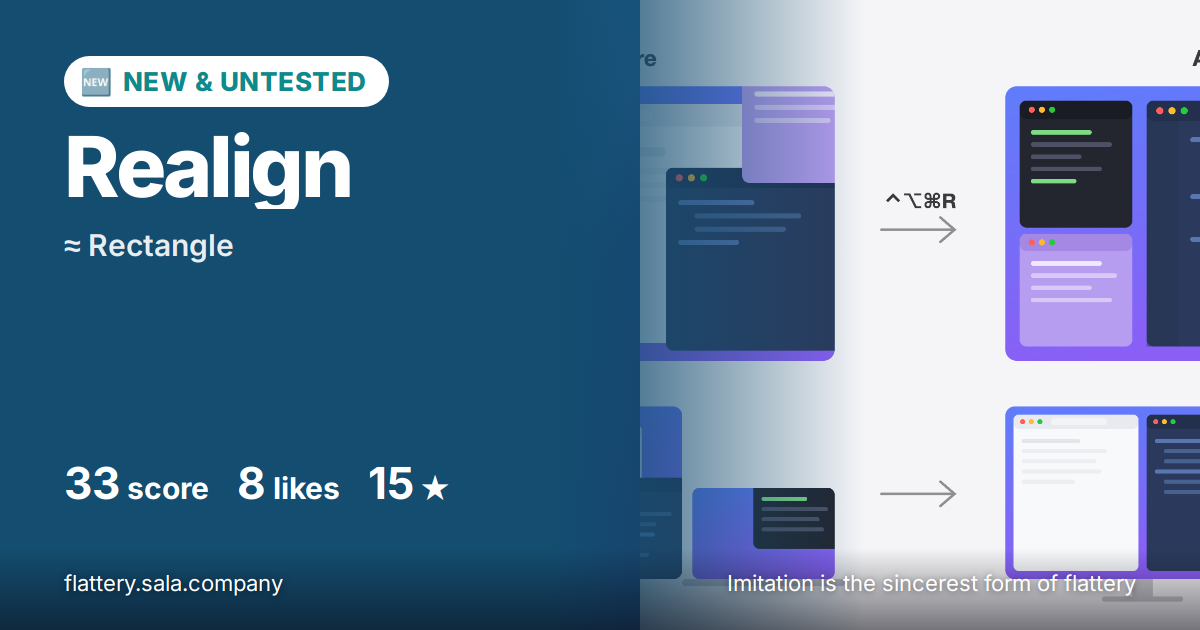 🆕 NEW & UNTESTED
Realign
≈ Rectangle
33 score 8 likes 15 ★
flattery.sala.company
re
A
⌃⌥⌘R
Imitation is the sincerest form of flattery